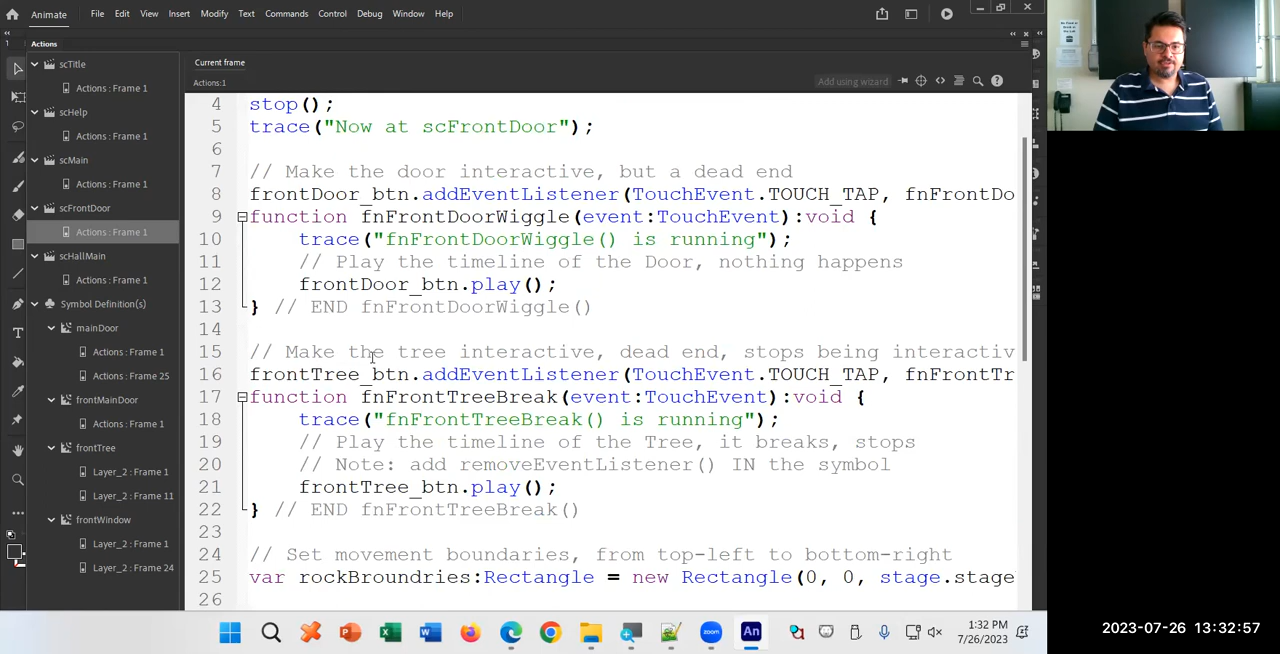 Animate File Edit View Insert Modify Text Commands Control Debug Window Help
Actions
scTitle
Actions: Frame 1
scHelp
Actions: Frame 1
scMain
Actions: Frame 1
scFrontDoor
Actions: Frame 1
scHallMain
Actions: Frame 1
Symbol Definition(s)
mainDoor
Actions : Frame 1
Actions: Frame 25
frontMainDoor
Actions : Frame 1
frontTree
Layer_2 : Frame 1
Layer_2: Frame 11
frontWindow
Layer_2 : Frame 1
Layer_2 : Frame 24
Current frame
Actions:1
Add using wizard
4 stop();
5 trace("Now at scFrontDoor");
6
7 // Make the door interactive, but a dead end
8 frontDoor_btn.addEventListener(TouchEvent.TOUCH_TAP, fnFrontDo
9 function fnFrontDoorWiggle(event:TouchEvent):void {
10 trace("fnFrontDoorWiggle() is running");
11 // Play the timeline of the Door, nothing happens
12 frontDoor_btn.play();
13 } // END fnFrontDoorWiggle()
14
15 // Make the tree interactive, dead end, stops being interactiv
16 frontTree_btn.addEventListener(TouchEvent.TOUCH_TAP, fnFrontTr
17 function fnFrontTreeBreak(event:TouchEvent):void {
18 trace("fnFrontTreeBreak() is running");
19 // Play the timeline of the Tree, it breaks, stops
20 // Note: add removeEventListener() IN the symbol
21 frontTree_btn.play();
22 } // END fnFrontTreeBreak()
23
24 // Set movement boundaries, from top-left to bottom-right
25 var rockBroundries:Rectangle = new Rectangle(0, 0, stage.stage
26
zoom
An
1:32 PM
7/26/2023
2023-07-26 13:32:57